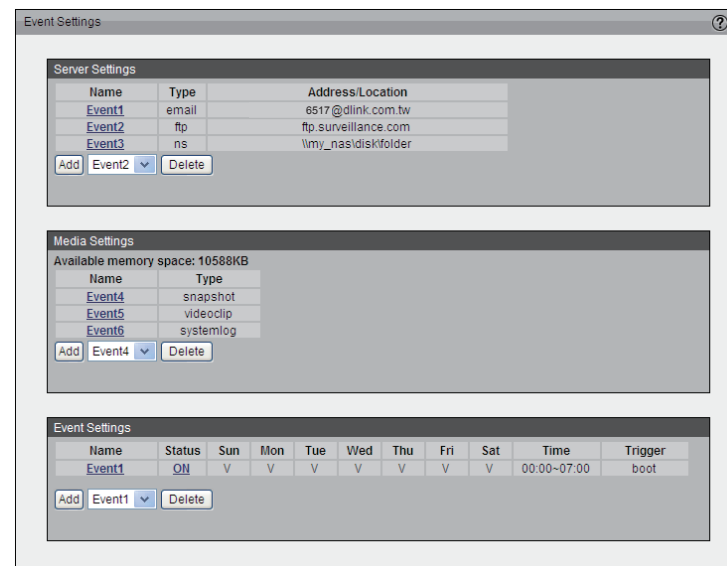 Event Settings
Server Settings
Name Type Address/Location
Event1 email 6517@dlink.com.tw
Event2 ftp ftp.surveillance.com
Event3 ns \\my_nas\disk\folder
Add Event2 Delete
Media Settings
Available memory space: 10588KB
Name Type
Event4 snapshot
Event5 videoclip
Event6 systemlog
Add Event4 Delete
Event Settings
Name Status Sun Mon Tue Wed Thu Fri Sat Time Trigger
Event1 ON V V V V V V V 00:00~07:00 boot
Add Event1 Delete